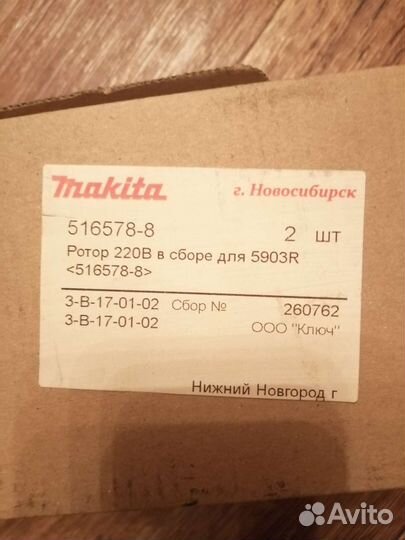 makita г. Новосибирск
516578-8 2 шт
Ротор 220В в сборе для 5903R
<516578-8>
3-В-17-01-02 Сбор № 260762
3-В-17-01-02 ООО "Ключ"
Нижний Новгород г
Avito